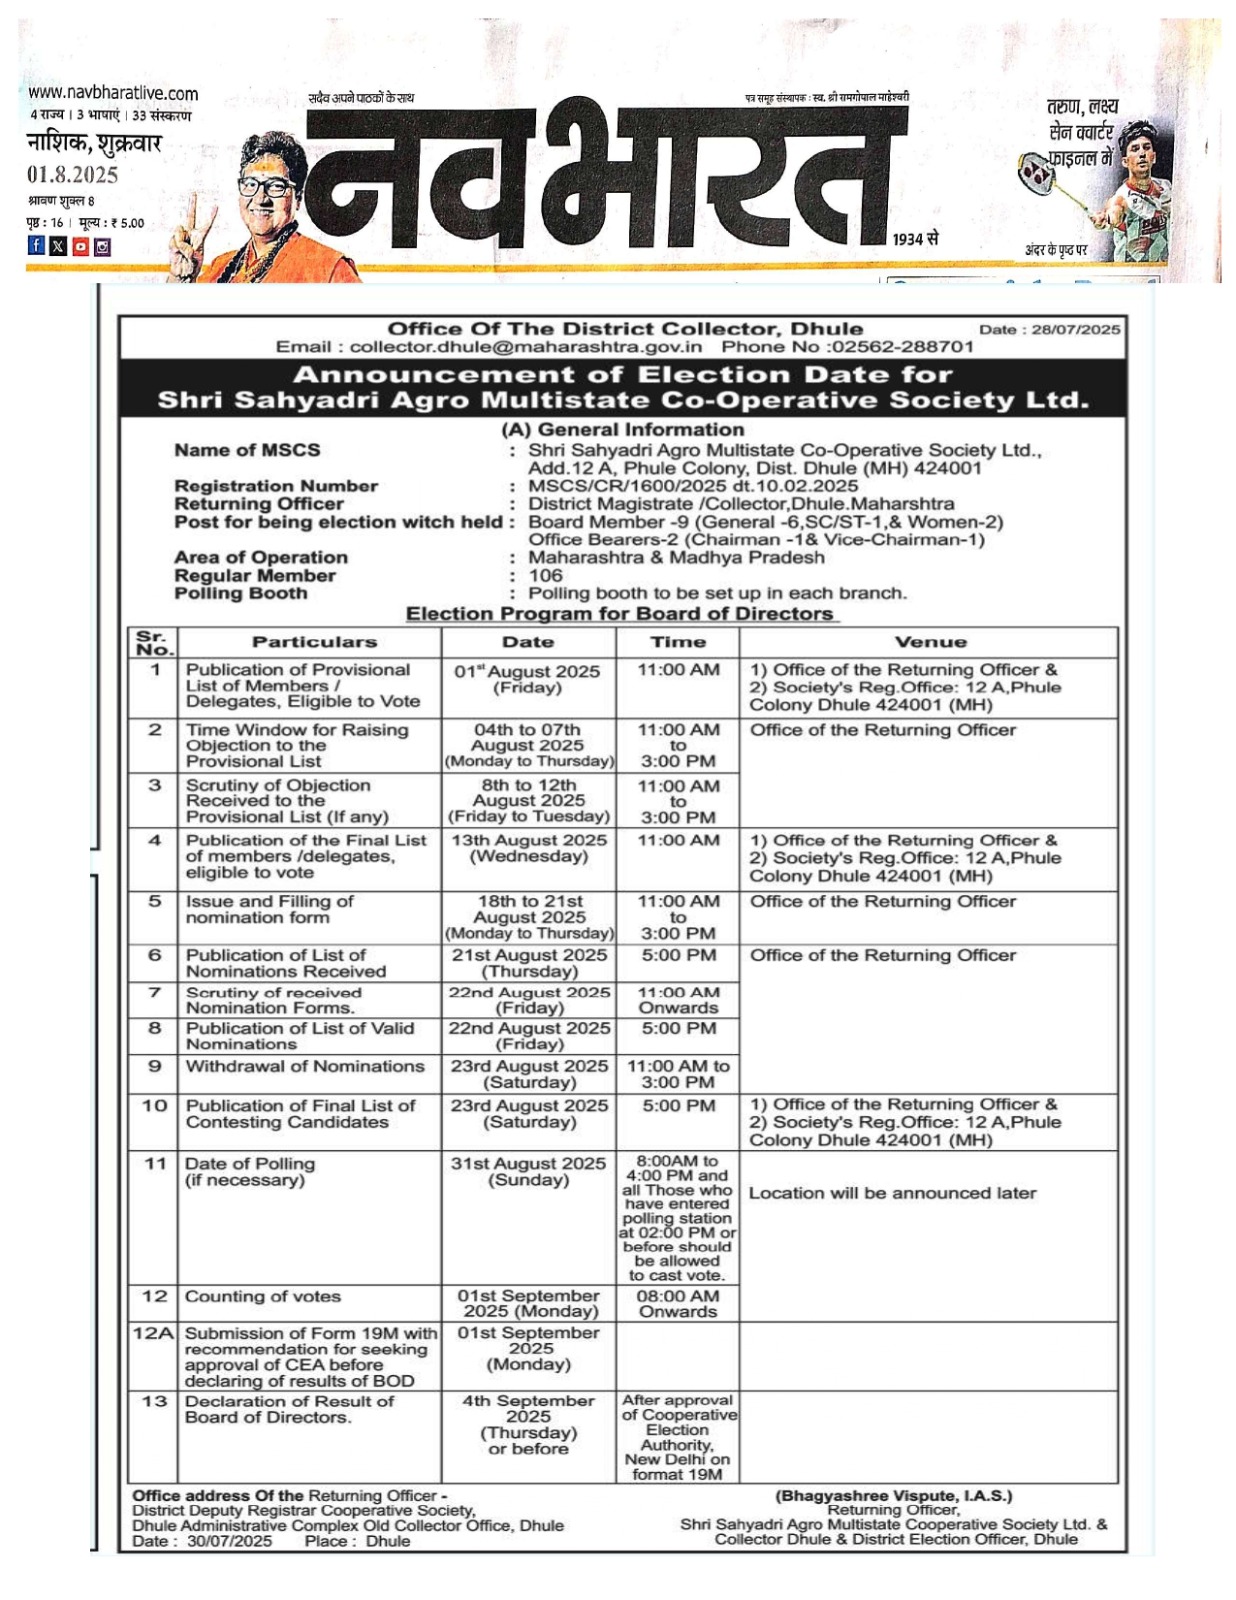 www.navbharatlive.com
4 राज्य । 3 भाषाएं । 33 संस्करण
नाशिक, शुक्रवार
01.8.2025
श्रावण शुक्ल 8
पृष्ठ : 16 । मूल्य : ₹ 5.00
सदैव अपने पाठकों के साथ
पत्र समूह संस्थापक : स्व. श्री रामगोपाल माहेश्वरी
नवभारत
1934 से
तरुण, लक्ष्य
सेन क्वार्टर
फाइनल में
अंदर के पृष्ठ पर
Office Of The District Collector, Dhule Date : 28/07/2025
Email : collector.dhule@maharashtra.gov.in Phone No :02562-288701
Announcement of Election Date for
Shri Sahyadri Agro Multistate Co-Operative Society Ltd.
(A) General Information
Name of MSCS : Shri Sahyadri Agro Multistate Co-Operative Society Ltd.,
Add.12 A, Phule Colony, Dist. Dhule (MH) 424001
Registration Number : MSCS/CR/1600/2025 dt.10.02.2025
Returning Officer : District Magistrate /Collector,Dhule.Maharshtra
Post for being election witch held : Board Member -9 (General -6,SC/ST-1,& Women-2)
Office Bearers-2 (Chairman -1& Vice-Chairman-1)
Area of Operation : Maharashtra & Madhya Pradesh
Regular Member : 106
Polling Booth : Polling booth to be set up in each branch.
Election Program for Board of Directors
Sr. No. Particulars Date Time Venue
1 Publication of Provisional List of Members / Delegates, Eligible to Vote 01st August 2025 (Friday) 11:00 AM 1) Office of the Returning Officer & 2) Society's Reg.Office: 12 A,Phule Colony Dhule 424001 (MH)
2 Time Window for Raising Objection to the Provisional List 04th to 07th August 2025 (Monday to Thursday) 11:00 AM to 3:00 PM Office of the Returning Officer
3 Scrutiny of Objection Received to the Provisional List (If any) 8th to 12th August 2025 (Friday to Tuesday) 11:00 AM to 3:00 PM
4 Publication of the Final List of members /delegates, eligible to vote 13th August 2025 (Wednesday) 11:00 AM 1) Office of the Returning Officer & 2) Society's Reg.Office: 12 A,Phule Colony Dhule 424001 (MH)
5 Issue and Filling of nomination form 18th to 21st August 2025 (Monday to Thursday) 11:00 AM to 3:00 PM Office of the Returning Officer
6 Publication of List of Nominations Received 21st August 2025 (Thursday) 5:00 PM Office of the Returning Officer
7 Scrutiny of received Nomination Forms. 22nd August 2025 (Friday) 11:00 AM Onwards
8 Publication of List of Valid Nominations 22nd August 2025 (Friday) 5:00 PM
9 Withdrawal of Nominations 23rd August 2025 (Saturday) 11:00 AM to 3:00 PM
10 Publication of Final List of Contesting Candidates 23rd August 2025 (Saturday) 5:00 PM 1) Office of the Returning Officer & 2) Society's Reg.Office: 12 A,Phule Colony Dhule 424001 (MH)
11 Date of Polling (if necessary) 31st August 2025 (Sunday) 8:00AM to 4:00 PM and all Those who have entered polling station at 02:00 PM or before should be allowed to cast vote. Location will be announced later
12 Counting of votes 01st September 2025 (Monday) 08:00 AM Onwards
12A Submission of Form 19M with recommendation for seeking approval of CEA before declaring of results of BOD 01st September 2025 (Monday)
13 Declaration of Result of Board of Directors. 4th September 2025 (Thursday) or before After approval of Cooperative Election Authority, New Delhi on format 19M
Office address Of the Returning Officer -
District Deputy Registrar Cooperative Society,
Dhule Administrative Complex Old Collector Office, Dhule
Date : 30/07/2025 Place : Dhule
(Bhagyashree Vispute, I.A.S.)
Returning Officer,
Shri Sahyadri Agro Multistate Cooperative Society Ltd. &
Collector Dhule & District Election Officer, Dhule